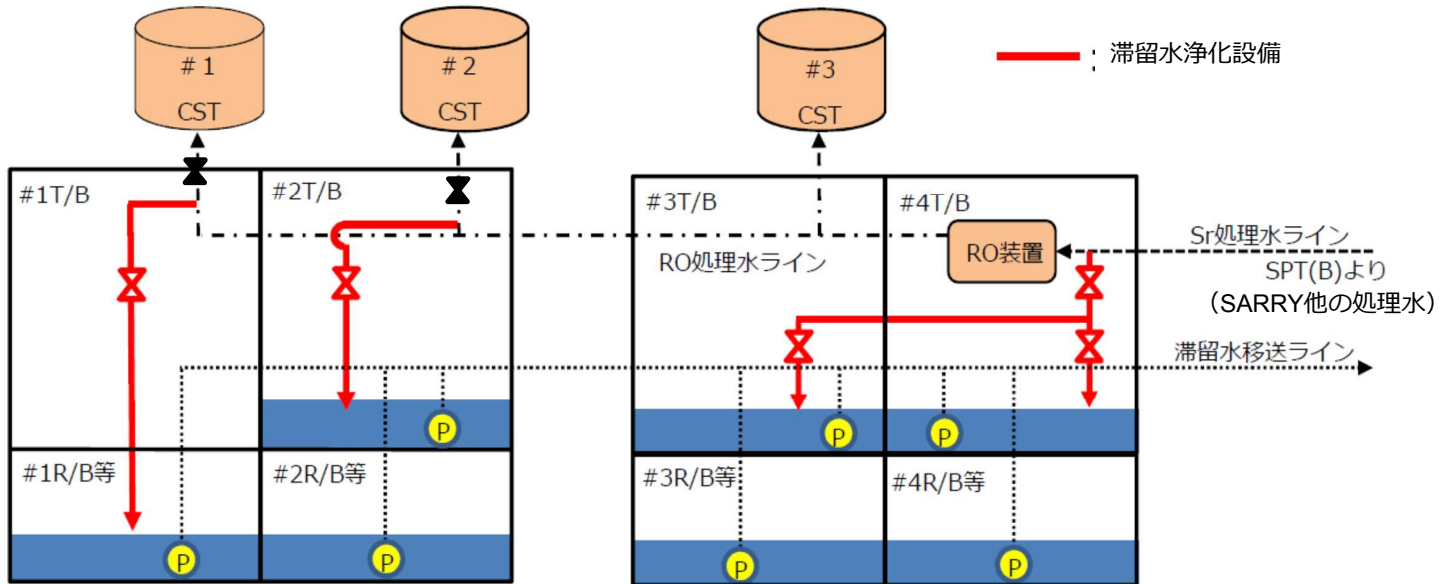 # 1
CST
# 2
CST
#3
CST
: 滞留水浄化設備
#1T/B
#2T/B
#3T/B
#4T/B
RO装置
Sr処理水ライン
SPT(B)より
（SARRY他の処理水）
RO処理水ライン
滞留水移送ライン
P
P
P
#1R/B等
#2R/B等
#3R/B等
#4R/B等
P
P
P
P